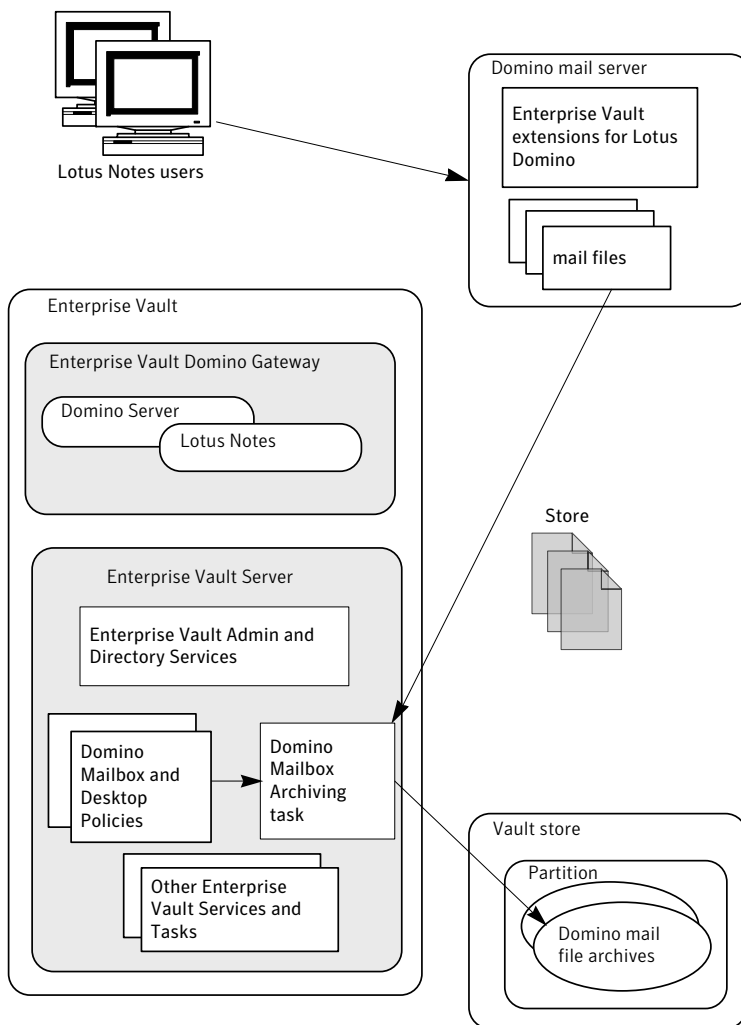 Lotus Notes users
Domino mail server
Enterprise Vault
extensions for Lotus
Domino
mail files
Enterprise Vault
Enterprise Vault Domino Gateway
Domino Server
Lotus Notes
Store
Enterprise Vault Server
Enterprise Vault Admin and
Directory Services
Domino
Mailbox and
Desktop
Policies
Domino
Mailbox
Archiving
task
Other Enterprise
Vault Services and
Tasks
Vault store
Partition
Domino mail
file archives